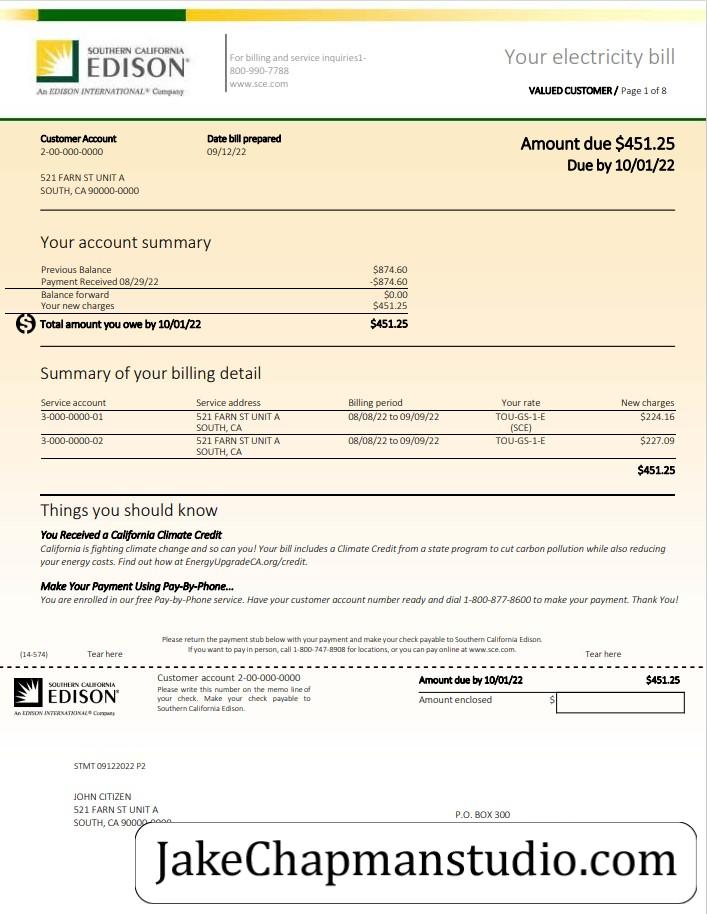 SOUTHERN CALIFORNIA
EDISON®
An EDISON INTERNATIONAL® Company
For billing and service inquiries1-
800-990-7788
www.sce.com
Your electricity bill
VALUED CUSTOMER / Page 1 of 8
Customer Account
2-00-000-0000
Date bill prepared
09/12/22
Amount due $451.25
Due by 10/01/22
521 FARN ST UNIT A
SOUTH, CA 90000-0000
Your account summary
Previous Balance $874.60
Payment Received 08/29/22 -$874.60
Balance forward $0.00
Your new charges $451.25
$ Total amount you owe by 10/01/22 $451.25
Summary of your billing detail
Service account Service address Billing period Your rate New charges
3-000-0000-01 521 FARN ST UNIT A 08/08/22 to 09/09/22 TOU-GS-1-E $224.16
SOUTH, CA (SCE)
3-000-0000-02 521 FARN ST UNIT A 08/08/22 to 09/09/22 TOU-GS-1-E $227.09
SOUTH, CA
$451.25
Things you should know
You Received a California Climate Credit
California is fighting climate change and so can you! Your bill includes a Climate Credit from a state program to cut carbon pollution while also reducing
your energy costs. Find out how at EnergyUpgradeCA.org/credit.
Make Your Payment Using Pay-By-Phone...
You are enrolled in our free Pay-by-Phone service. Have your customer account number ready and dial 1-800-877-8600 to make your payment. Thank You!
Please return the payment stub below with your payment and make your check payable to Southern California Edison.
If you want to pay in person, call 1-800-747-8908 for locations, or you can pay online at www.sce.com.
(14-574) Tear here Tear here
SOUTHERN CALIFORNIA
EDISON®
An EDISON INTERNATIONAL® Company
Customer account 2-00-000-0000
Please write this number on the memo line of
your check. Make your check payable to
Southern California Edison.
Amount due by 10/01/22 $451.25
Amount enclosed $
STMT 09122022 P2
JOHN CITIZEN
521 FARN ST UNIT A
SOUTH, CA 90000-0000
P.O. BOX 300
JakeChapmanstudio.com